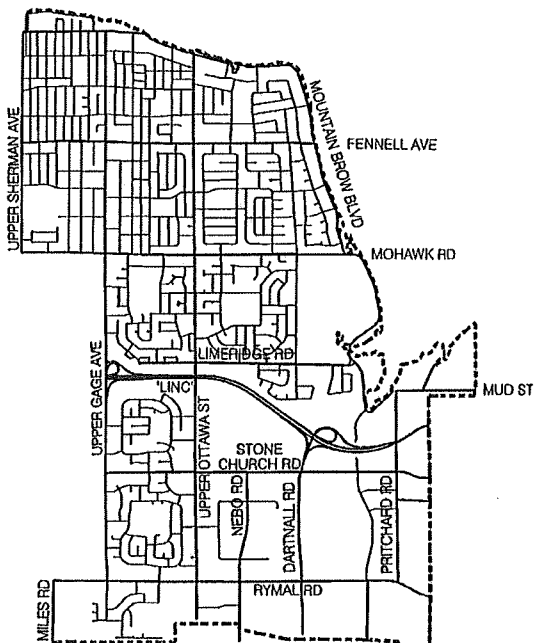 UPPER SHERMAN AVE
MOUNTAIN BROW BLVD
FENNELL AVE
MOHAWK RD
LIMERIDGE RD
UPPER GAGE AVE
'LINC'
MUD ST
UPPER OTTAWA ST
STONE
CHURCH RD
NEBO RD
DARTNALL RD
PRITCHARD RD
MILES RD
RYMAL RD